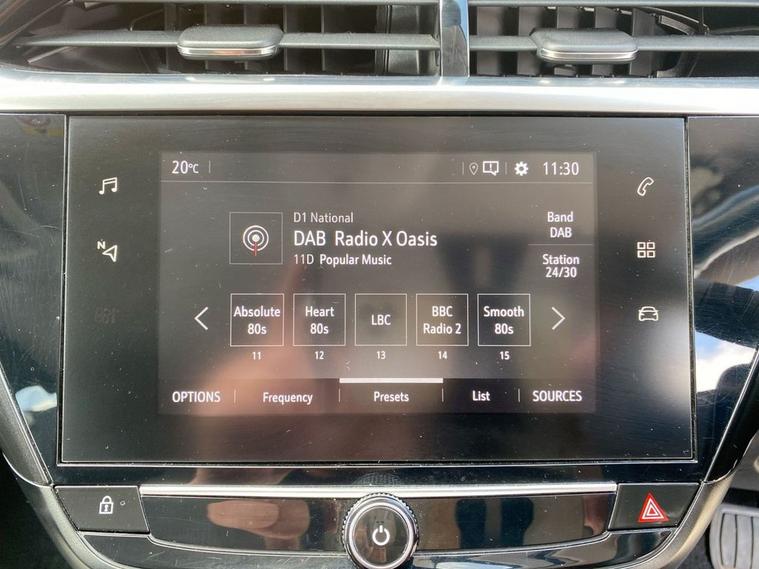 20°C
11:30
D1 National
DAB Radio X Oasis
11D Popular Music
Band
DAB
Station
24/30
N
Absolute
80s
Heart
80s
LBC
BBC
Radio 2
Smooth
80s
11
12
13
14
15
OPTIONS
Frequency
Presets
List
SOURCES